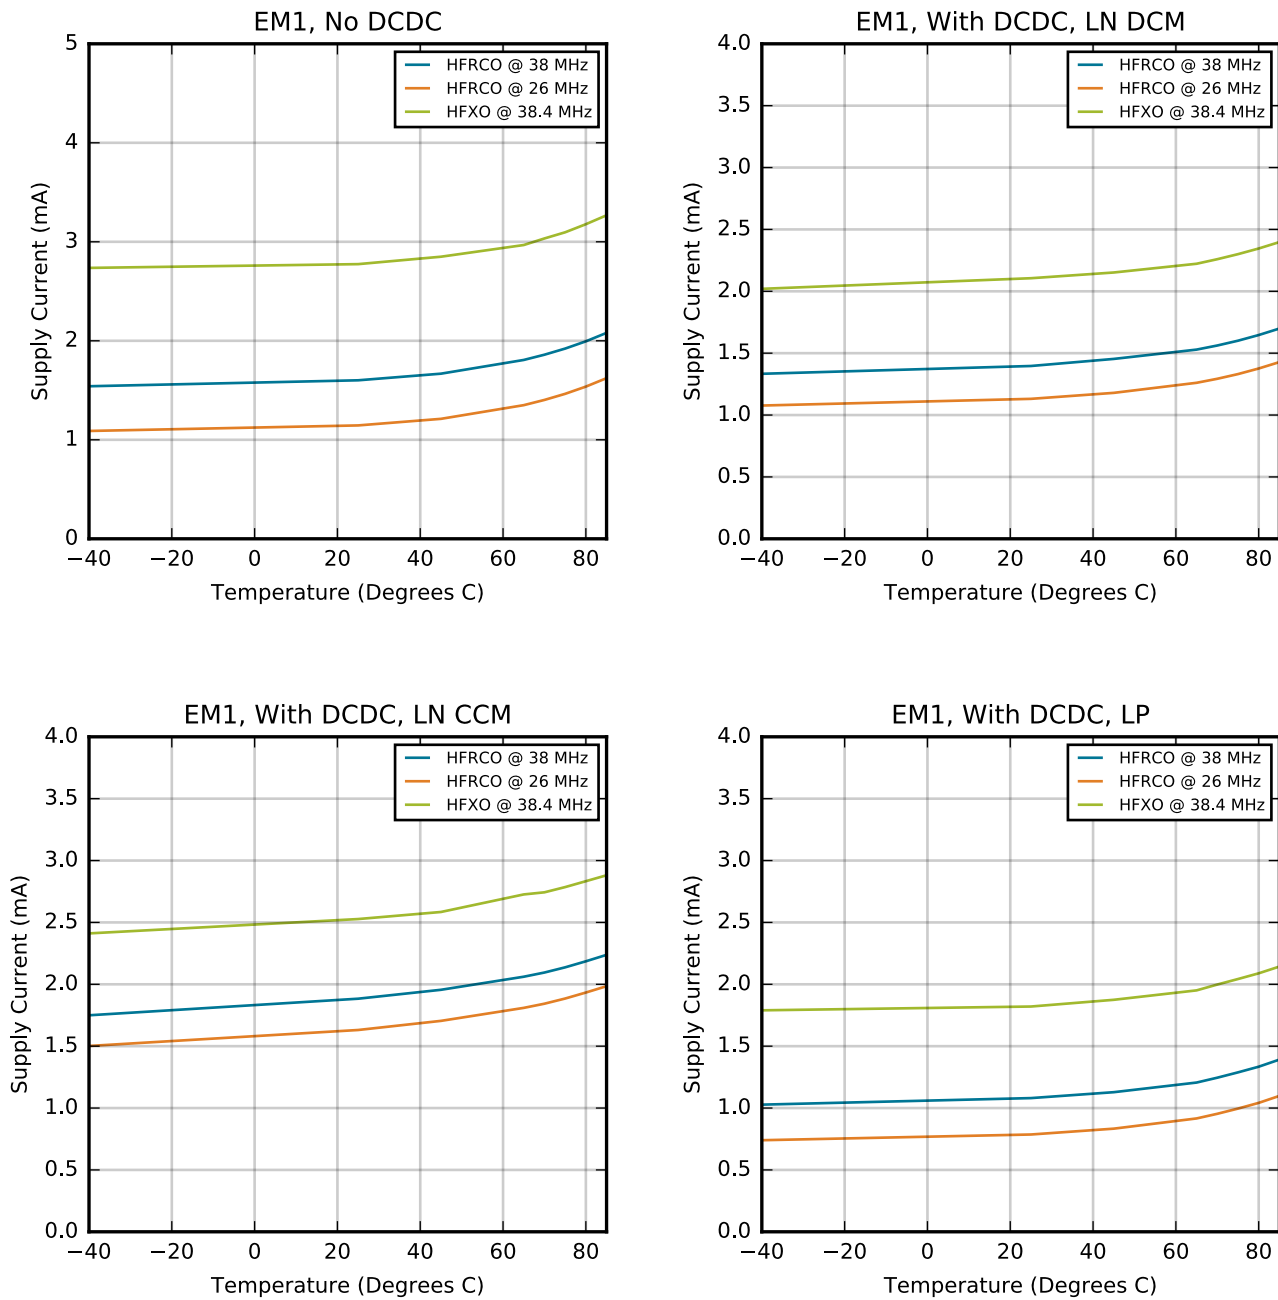 EM1, No DCDC
5
4
3
2
1
0
Supply Current (mA)
HFRCO @ 38 MHz
HFRCO @ 26 MHz
HFXO @ 38.4 MHz
−40 −20 0 20 40 60 80
Temperature (Degrees C)
EM1, With DCDC, LN DCM
4.0
3.5
3.0
2.5
2.0
1.5
1.0
0.5
0.0
Supply Current (mA)
HFRCO @ 38 MHz
HFRCO @ 26 MHz
HFXO @ 38.4 MHz
−40 −20 0 20 40 60 80
Temperature (Degrees C)
EM1, With DCDC, LN CCM
4.0
3.5
3.0
2.5
2.0
1.5
1.0
0.5
0.0
Supply Current (mA)
HFRCO @ 38 MHz
HFRCO @ 26 MHz
HFXO @ 38.4 MHz
−40 −20 0 20 40 60 80
Temperature (Degrees C)
EM1, With DCDC, LP
4.0
3.5
3.0
2.5
2.0
1.5
1.0
0.5
0.0
Supply Current (mA)
HFRCO @ 38 MHz
HFRCO @ 26 MHz
HFXO @ 38.4 MHz
−40 −20 0 20 40 60 80
Temperature (Degrees C)